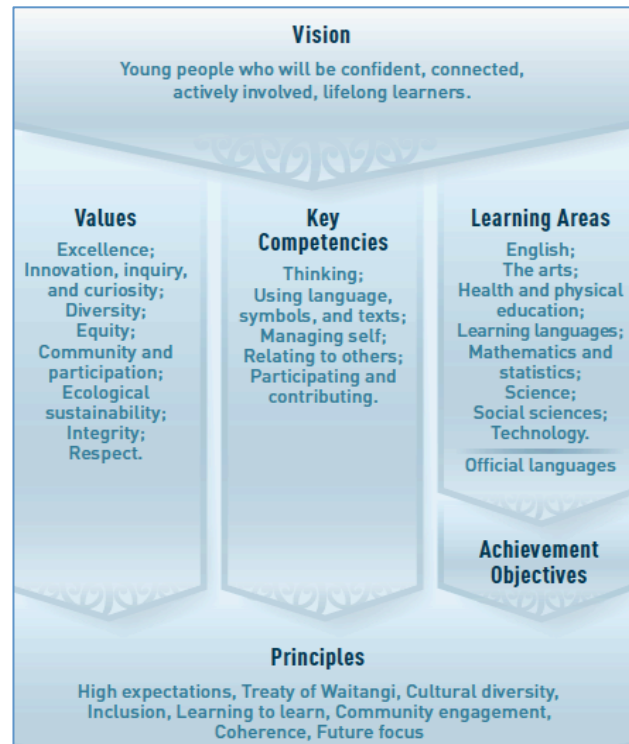 Vision
Young people who will be confident, connected,
actively involved, lifelong learners.
Values
Excellence;
Innovation, inquiry,
and curiosity;
Diversity;
Equity;
Community and
participation;
Ecological
sustainability;
Integrity;
Respect.
Key
Competencies
Thinking;
Using language,
symbols, and texts;
Managing self;
Relating to others;
Participating and
contributing.
Learning Areas
English;
The arts;
Health and physical
education;
Learning languages;
Mathematics and
statistics;
Science;
Social sciences;
Technology.
Official languages
Achievement
Objectives
Principles
High expectations, Treaty of Waitangi, Cultural diversity,
Inclusion, Learning to learn, Community engagement,
Coherence, Future focus